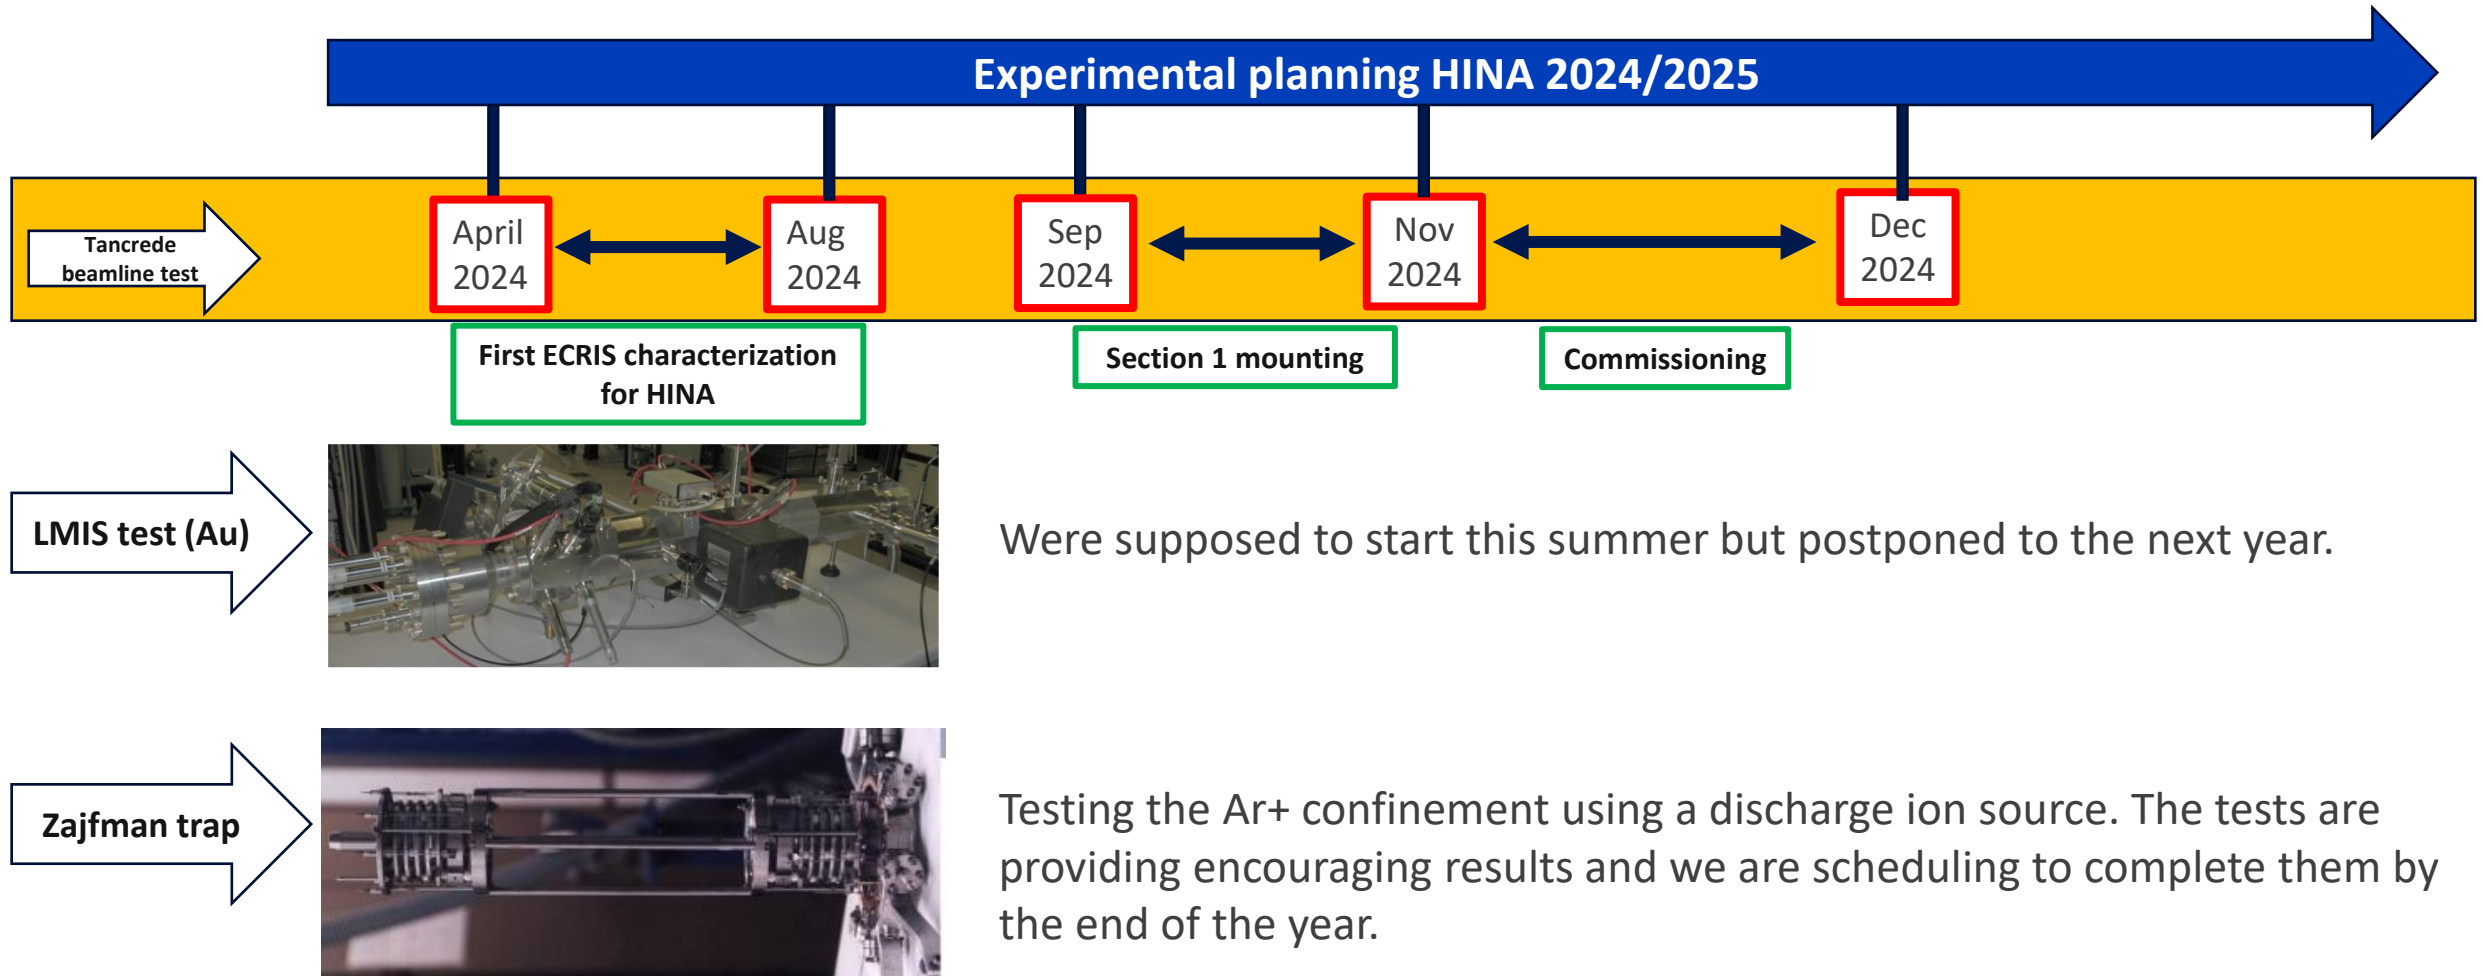 Experimental planning HINA 2024/2025
Tancrede
beamline test
April
2024
Aug
2024
Sep
2024
Nov
2024
Dec
2024
First ECRIS characterization
for HINA
Section 1 mounting
Commissioning
LMIS test (Au)
Were supposed to start this summer but postponed to the next year.
Zajfman trap
Testing the Ar+ confinement using a discharge ion source. The tests are
providing encouraging results and we are scheduling to complete them by
the end of the year.